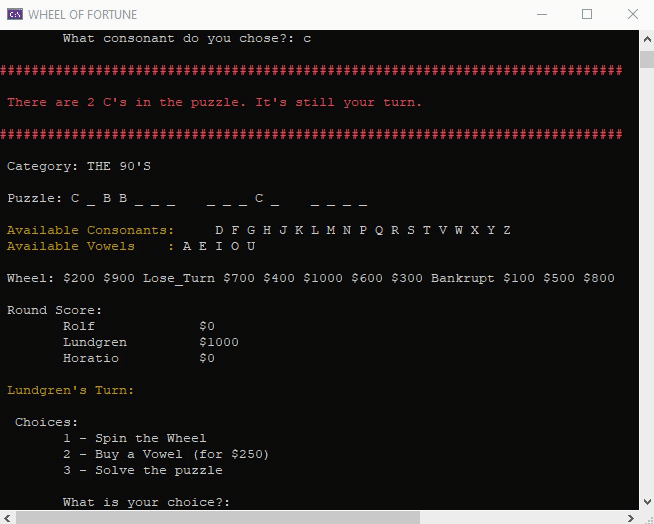 WHEEL OF FORTUNE
What consonant do you chose?: c
##############################################################################
There are 2 C's in the puzzle. It's still your turn.
##############################################################################
Category: THE 90'S
Puzzle: C _ B B _ _ _    _ _ _ C _    _ _ _ _
Available Consonants:     D F G H J K L M N P Q R S T V W X Y Z
Available Vowels    : A E I O U
Wheel: $200 $900 Lose_Turn $700 $400 $1000 $600 $300 Bankrupt $100 $500 $800
Round Score:
Rolf $0
Lundgren $1000
Horatio $0
Lundgren's Turn:
Choices:
1 - Spin the Wheel
2 - Buy a Vowel (for $250)
3 - Solve the puzzle
What is your choice?: